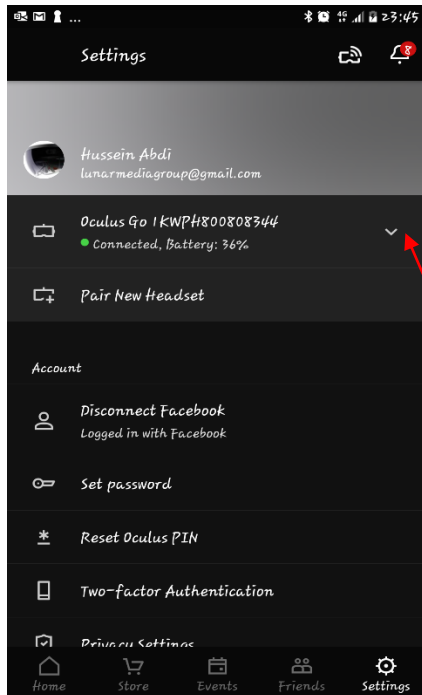 ... 4G 23:45
Settings
8
Hussein Abdi
lunarmediagroup@gmail.com
Oculus Go 1KWPH800808344
Connected, Battery: 36%
Pair New Headset
Account
Disconnect Facebook
Logged in with Facebook
Set password
Reset Oculus PIN
Two-factor Authentication
Privacy Settings
Home Store Events Friends Settings